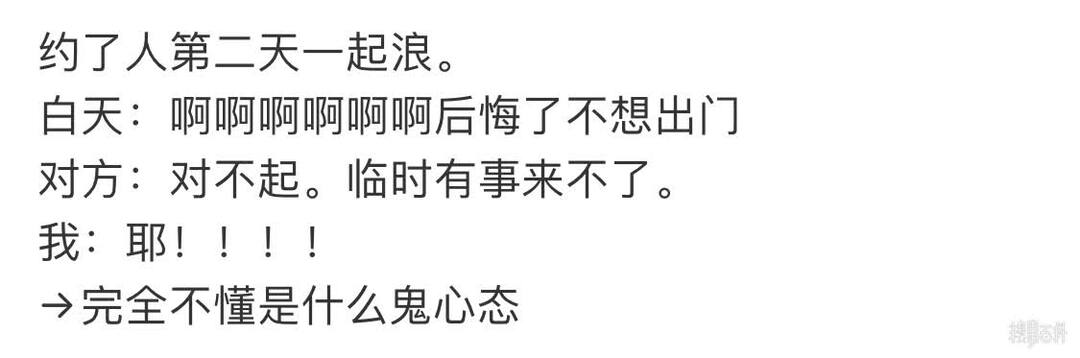 约了人第二天一起浪。
白天：啊啊啊啊啊啊后悔了不想出门
对方：对不起。临时有事来不了。
我：耶！！！！
→完全不懂是什么鬼心态